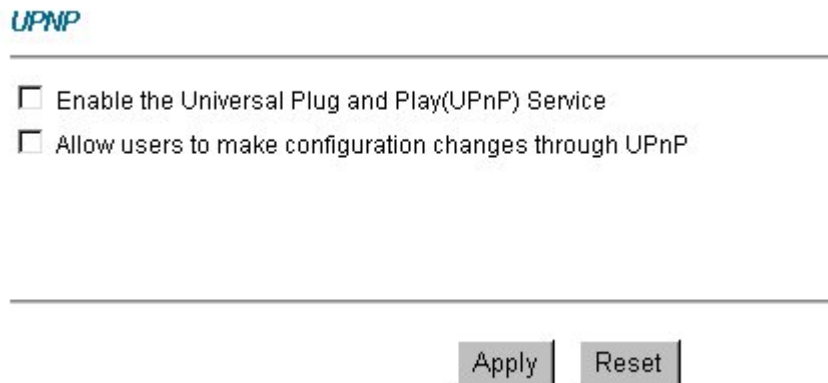 UPNP
Enable the Universal Plug and Play(UPnP) Service
Allow users to make configuration changes through UPnP
Apply Reset